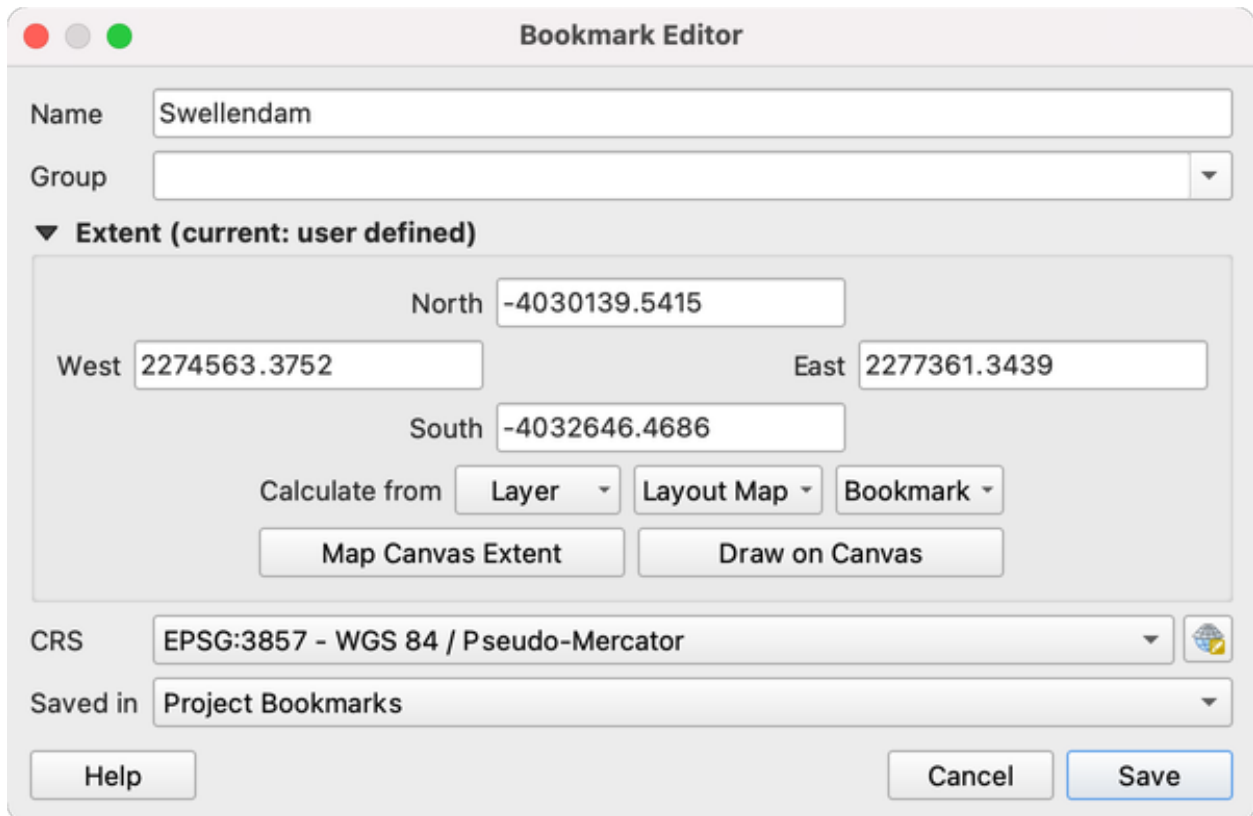 Bookmark Editor
Name Swellendam
Group
Extent (current: user defined)
North -4030139.5415
West 2274563.3752 East 2277361.3439
South -4032646.4686
Calculate from Layer Layout Map Bookmark
Map Canvas Extent Draw on Canvas
CRS EPSG:3857 - WGS 84 / Pseudo-Mercator
Saved in Project Bookmarks
Help Cancel Save